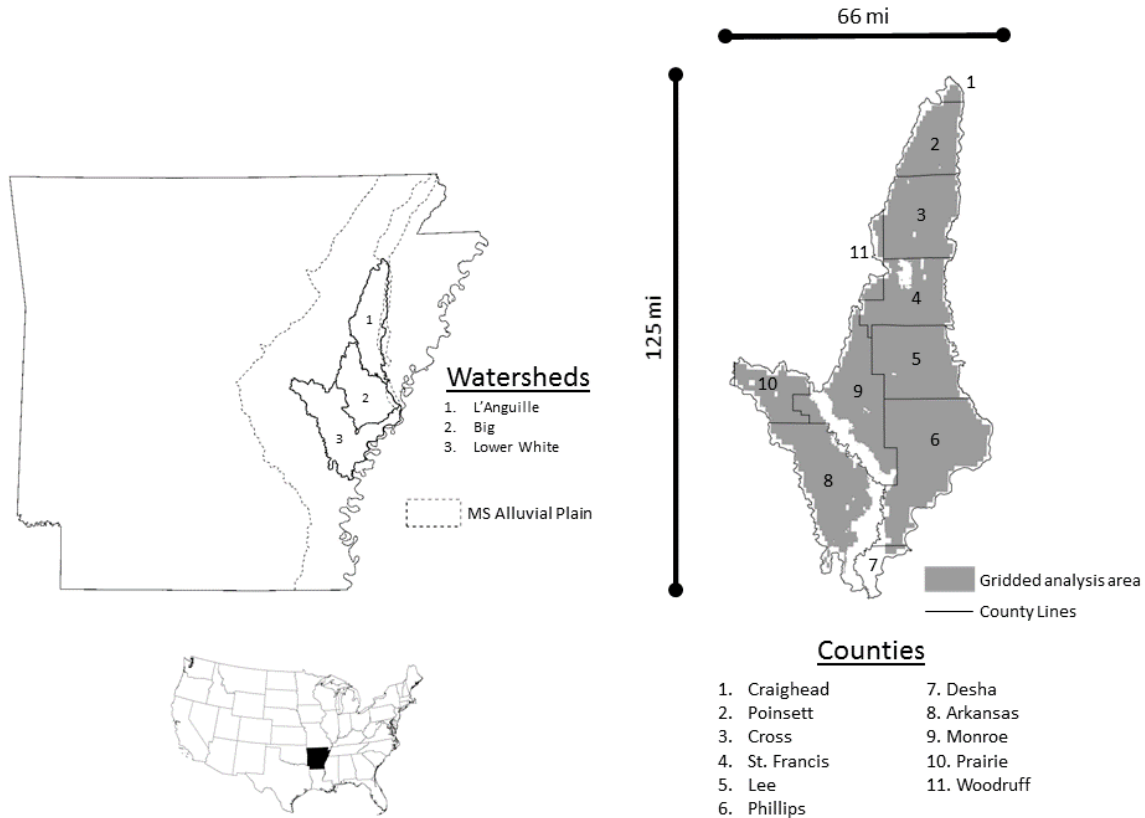 66 mi
125 mi
1
2
3
11
4
5
10
9
6
8
7
1
2
3
Watersheds
1. L'Anguille
2. Big
3. Lower White
MS Alluvial Plain
Gridded analysis area
County Lines
Counties
1. Craighead
2. Poinsett
3. Cross
4. St. Francis
5. Lee
6. Phillips
7. Desha
8. Arkansas
9. Monroe
10. Prairie
11. Woodruff